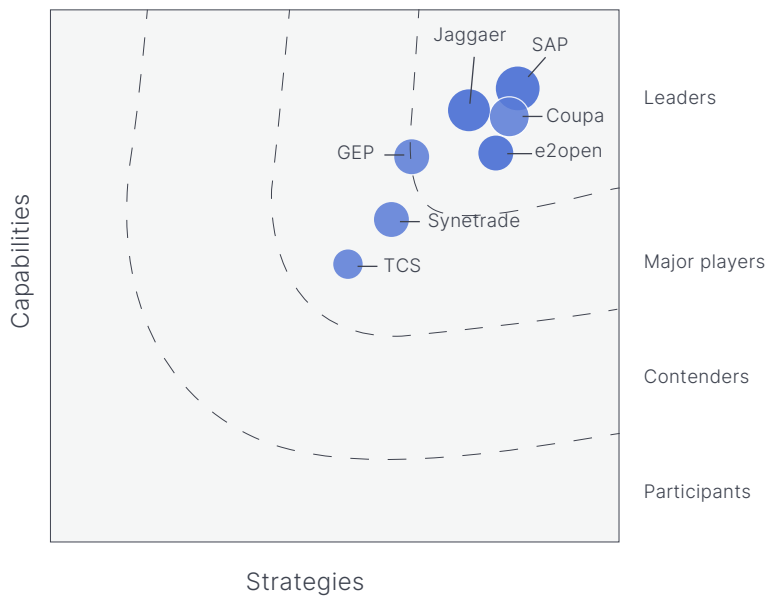 Jaggaer
SAP
Leaders
Coupa
GEP
e2open
Synetrade
Capabilities
TCS
Major players
Contenders
Participants
Strategies